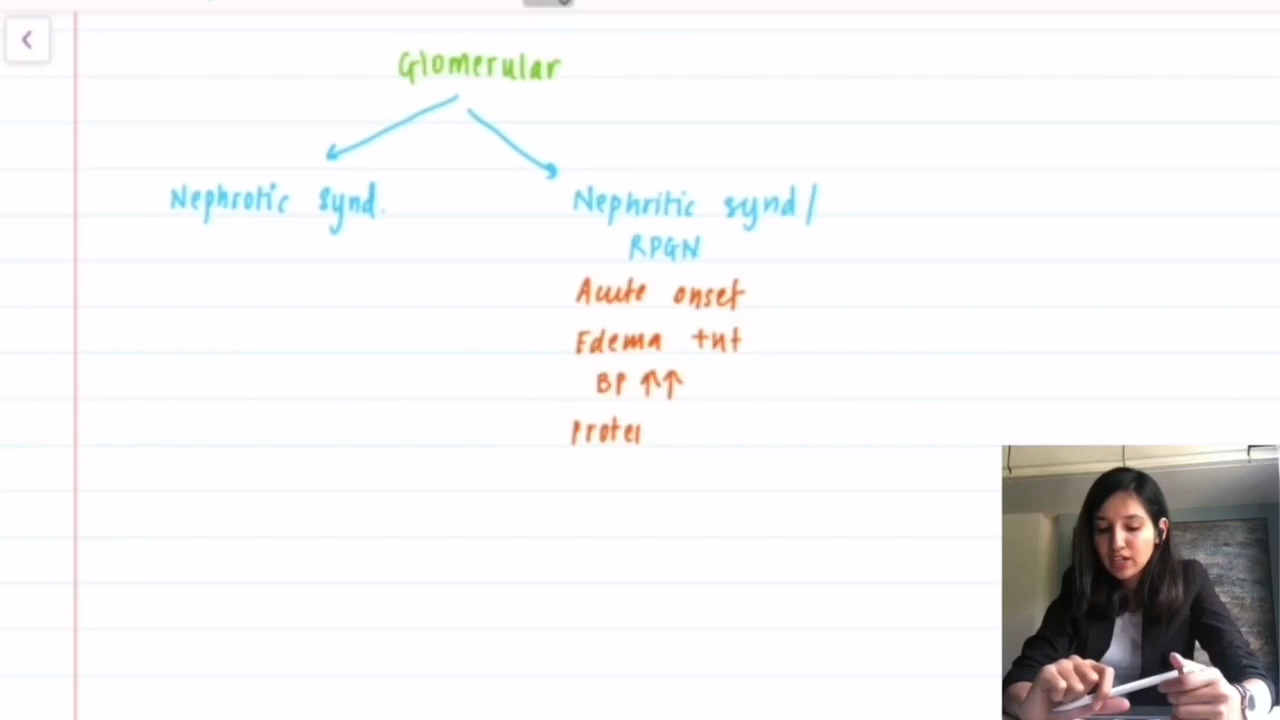 Glomerular
Nephrotic synd.
Nephritic synd/
RPGN
Acute onset
Edema +nt
BP ↑↑
Protei